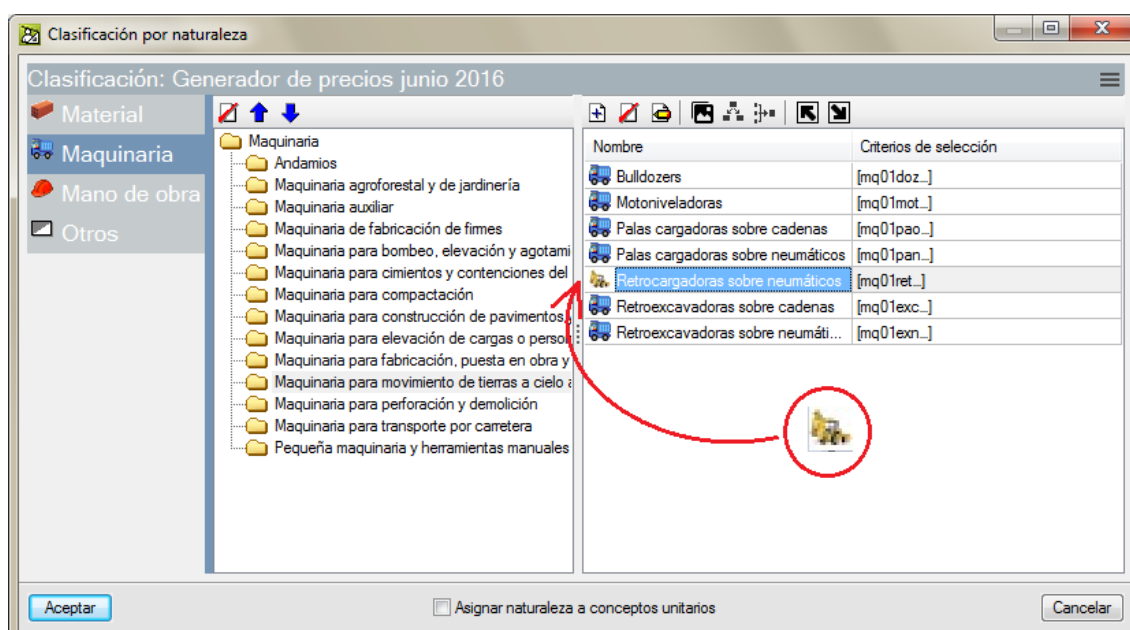 Clasificación por naturaleza
Clasificación: Generador de precios junio 2016
Material
Maquinaria
Mano de obra
Otros
Maquinaria
Andamios
Maquinaria agroforestal y de jardinería
Maquinaria auxiliar
Maquinaria de fabricación de firmes
Maquinaria para bombeo, elevación y agotami
Maquinaria para cimientos y contenciones del
Maquinaria para compactación
Maquinaria para construcción de pavimentos,
Maquinaria para elevación de cargas o person
Maquinaria para fabricación, puesta en obra y
Maquinaria para movimiento de tierras a cielo a
Maquinaria para perforación y demolición
Maquinaria para transporte por carretera
Pequeña maquinaria y herramientas manuales
Nombre Criterios de selección
Bulldozers [mq01doz...]
Motoniveladoras [mq01mot...]
Palas cargadoras sobre cadenas [mq01pao...]
Palas cargadoras sobre neumáticos [mq01pan...]
Retrocargadoras sobre neumáticos [mq01ret...]
Retroexcavadoras sobre cadenas [mq01exc...]
Retroexcavadoras sobre neumáti... [mq01exn...]
Aceptar Asignar naturaleza a conceptos unitarios Cancelar